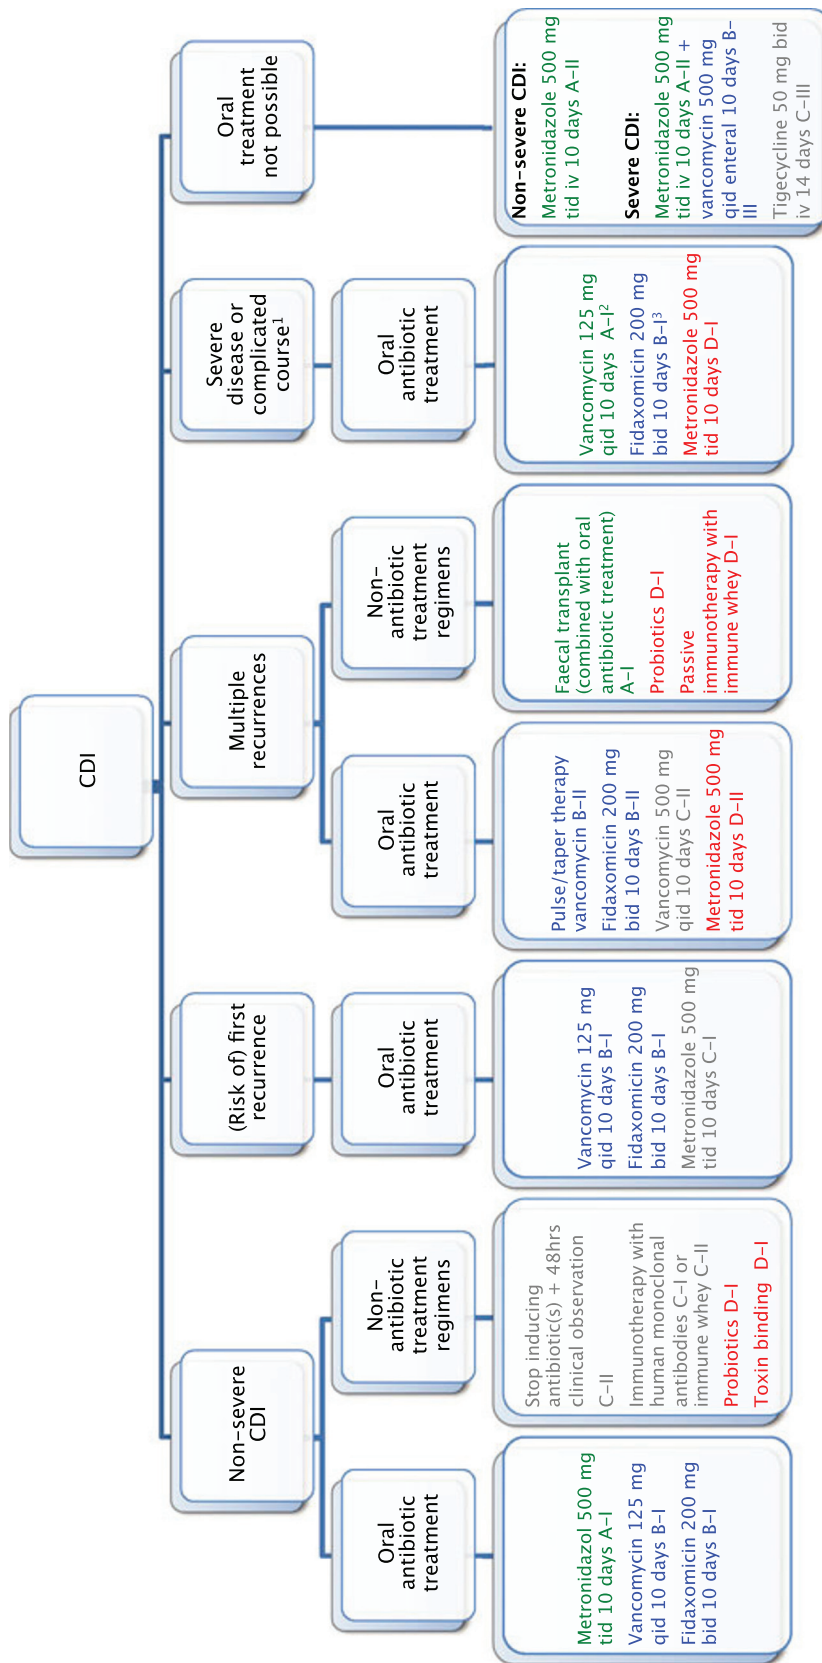 CDI
Non-severe
CDI
(Risk of) first
recurrence
Multiple
recurrences
Severe
disease or
complicated
course1
Oral
treatment
not possible
Oral
antibiotic
treatment
Non-
antibiotic
treatment
regimens
Oral
antibiotic
treatment
Oral
antibiotic
treatment
Non-
antibiotic
treatment
regimens
Oral
antibiotic
treatment
Metronidazol 500 mg
tid 10 days A-I
Vancomycin 125 mg
qid 10 days B-I
Fidaxomicin 200 mg
bid 10 days B-I
Stop inducing
antibiotic(s) + 48hrs
clinical observation
C-II
Immunotherapy with
human monoclonal
antibodies C-I or
immune whey C-II
Probiotics D-I
Toxin binding D-I
Vancomycin 125 mg
qid 10 days B-I
Fidaxomicin 200 mg
bid 10 days B-I
Metronidazole 500 mg
tid 10 days C-I
Pulse/taper therapy
vancomycin B-II
Fidaxomicin 200 mg
bid 10 days B-II
Vancomycin 500 mg
qid 10 days C-II
Metronidazole 500 mg
tid 10 days D-II
Faecal transplant
(combined with oral
antibiotic treatment)
A-I
Probiotics D-I
Passive
immunotherapy with
immune whey D-I
Vancomycin 125 mg
qid 10 days A-I2
Fidaxomicin 200 mg
bid 10 days B-I3
Metronidazole 500 mg
tid 10 days D-I
Non-severe CDI:
Metronidazole 500 mg
tid iv 10 days A-II
Severe CDI:
Metronidazole 500 mg
tid iv 10 days A-II +
vancomycin 500 mg
qid enteral 10 days B-
III
Tigecycline 50 mg bid
iv 14 days C-III